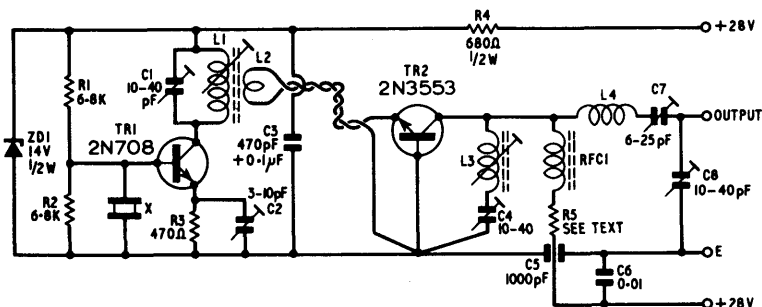 R4
680Ω
1/2W
+28V
L1
L2
C1
10-40
pF
R1
6·8K
TR1
2N708
ZD1
14V
1/2W
C3
470pF
+0·1µF
TR2
2N3553
L4
C7
6-25pF
OUTPUT
L3
RFC1
C8
10-40pF
R2
6·8K
X
3-10pF
C2
R3
470Ω
C4
10-40
R5
SEE TEXT
E
C5
1000pF
C6
0·01
+28V